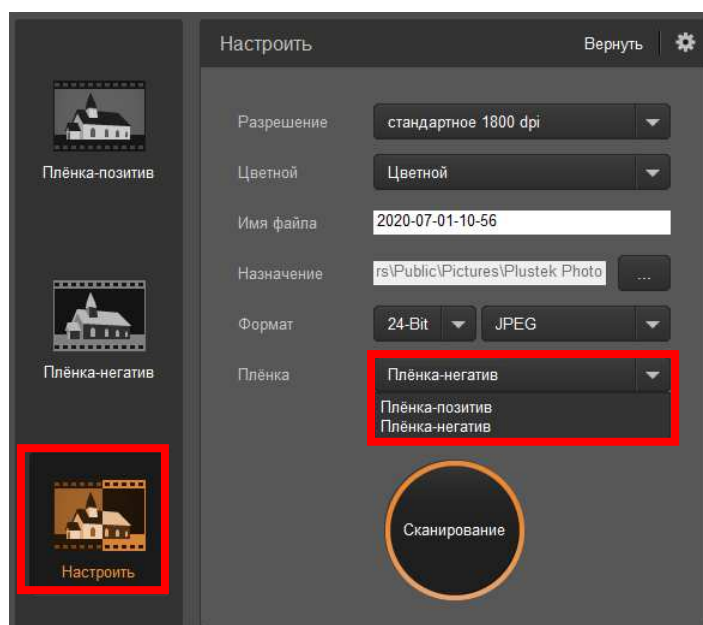 Плёнка-позитив
Плёнка-негатив
Настроить
Настроить Вернуть
Разрешение стандартное 1800 dpi
Цветной Цветной
Имя файла 2020-07-01-10-56
Назначение rs\Public\Pictures\Plustek Photo ...
Формат 24-Bit JPEG
Плёнка Плёнка-негатив
Плёнка-позитив
Плёнка-негатив
Сканирование